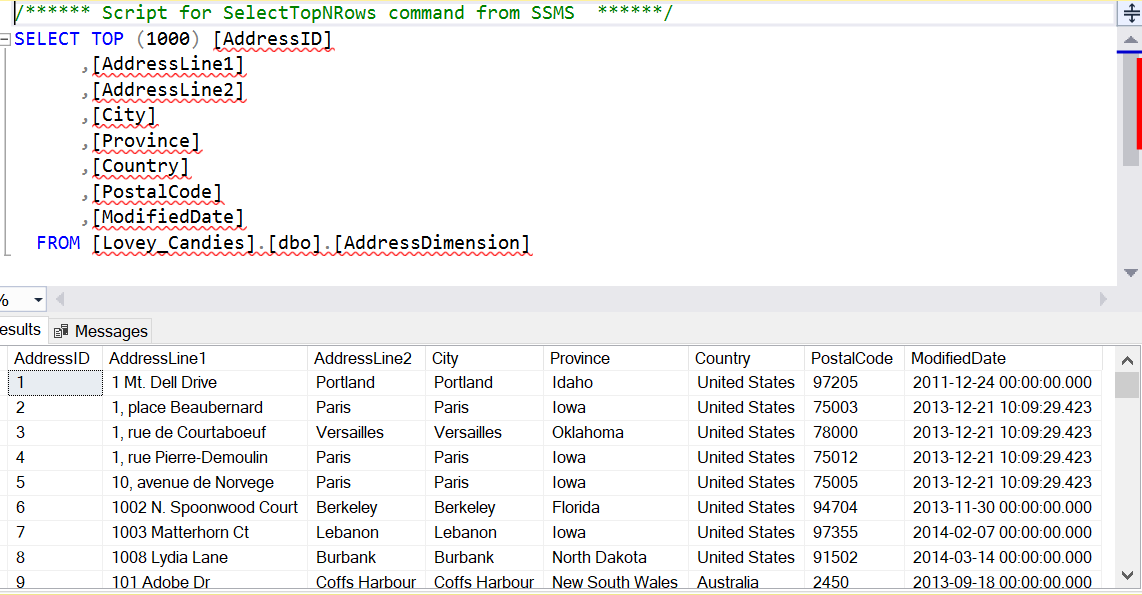 /****** Script for SelectTopNRows command from SSMS  ******/
SELECT TOP (1000) [AddressID]
,[AddressLine1]
,[AddressLine2]
,[City]
,[Province]
,[Country]
,[PostalCode]
,[ModifiedDate]
FROM [Lovey_Candies].[dbo].[AddressDimension]
%
esults Messages
AddressID AddressLine1 AddressLine2 City Province Country PostalCode ModifiedDate
1 1 Mt. Dell Drive Portland Portland Idaho United States 97205 2011-12-24 00:00:00.000
2 1, place Beaubernard Paris Paris Iowa United States 75003 2013-12-21 10:09:29.423
3 1, rue de Courtaboeuf Versailles Versailles Oklahoma United States 78000 2013-12-21 10:09:29.423
4 1, rue Pierre-Demoulin Paris Paris Iowa United States 75012 2013-12-21 10:09:29.423
5 10, avenue de Norvege Paris Paris Iowa United States 75005 2013-12-21 10:09:29.423
6 1002 N. Spoonwood Court Berkeley Berkeley Florida United States 94704 2013-11-30 00:00:00.000
7 1003 Matterhorn Ct Lebanon Lebanon Iowa United States 97355 2014-02-07 00:00:00.000
8 1008 Lydia Lane Burbank Burbank North Dakota United States 91502 2014-03-14 00:00:00.000
9 101 Adobe Dr Coffs Harbour Coffs Harbour New South Wales Australia 2450 2013-09-18 00:00:00.000